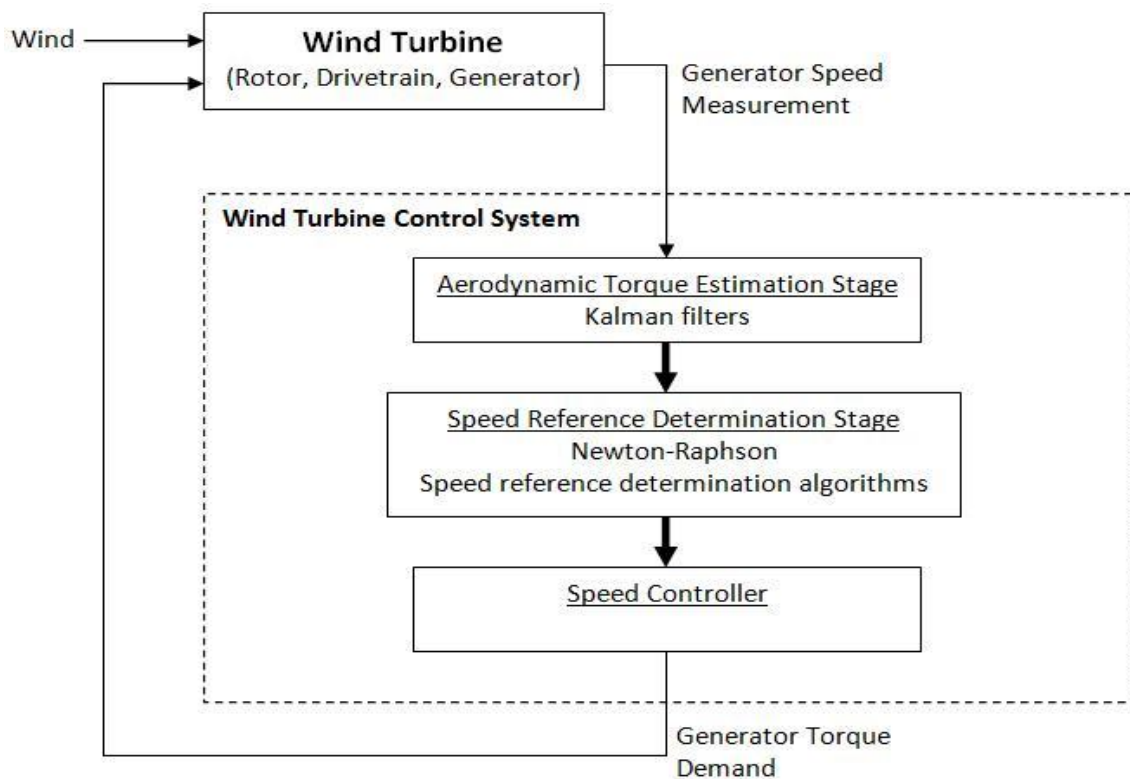 Wind
Wind Turbine
(Rotor, Drivetrain, Generator)
Generator Speed
Measurement
Wind Turbine Control System
Aerodynamic Torque Estimation Stage
Kalman filters
Speed Reference Determination Stage
Newton-Raphson
Speed reference determination algorithms
Speed Controller
Generator Torque
Demand